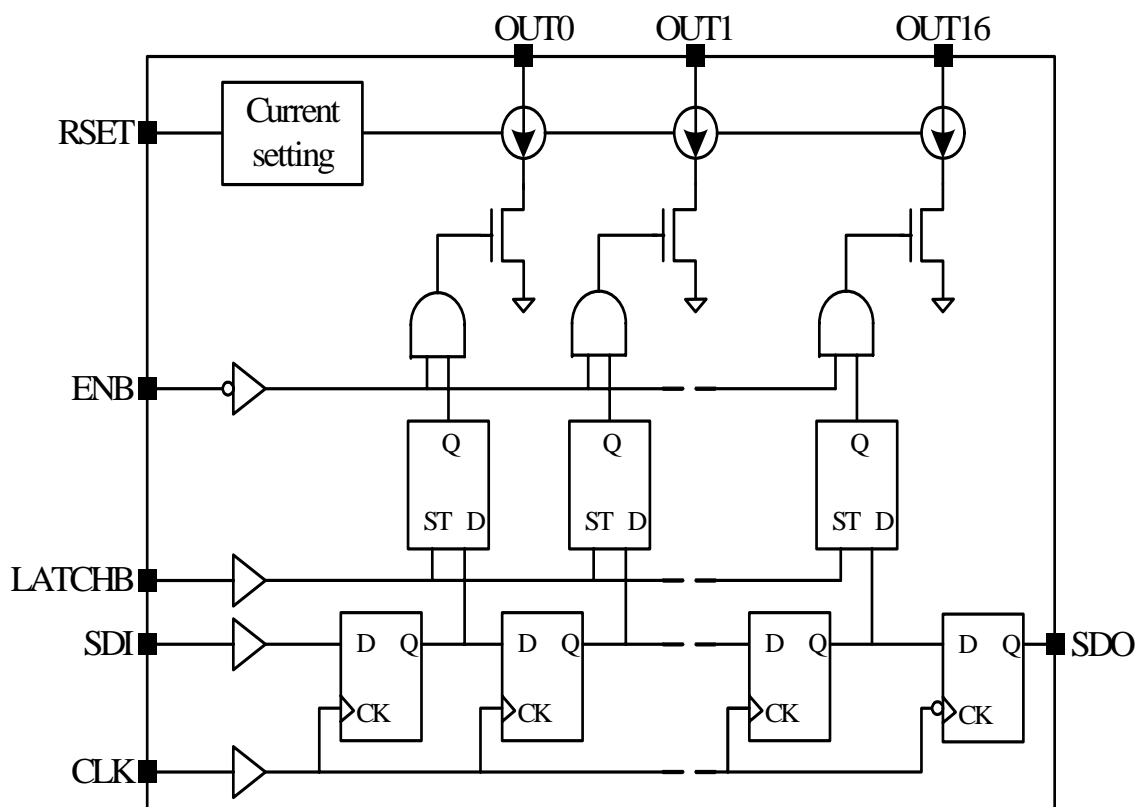 OUT0 OUT1 OUT16
RSET
Current
setting
ENB
Q Q Q
ST D ST D ST D
LATCHB
SDI D Q D Q D Q D Q SDO
CK CK CK CK
CLK